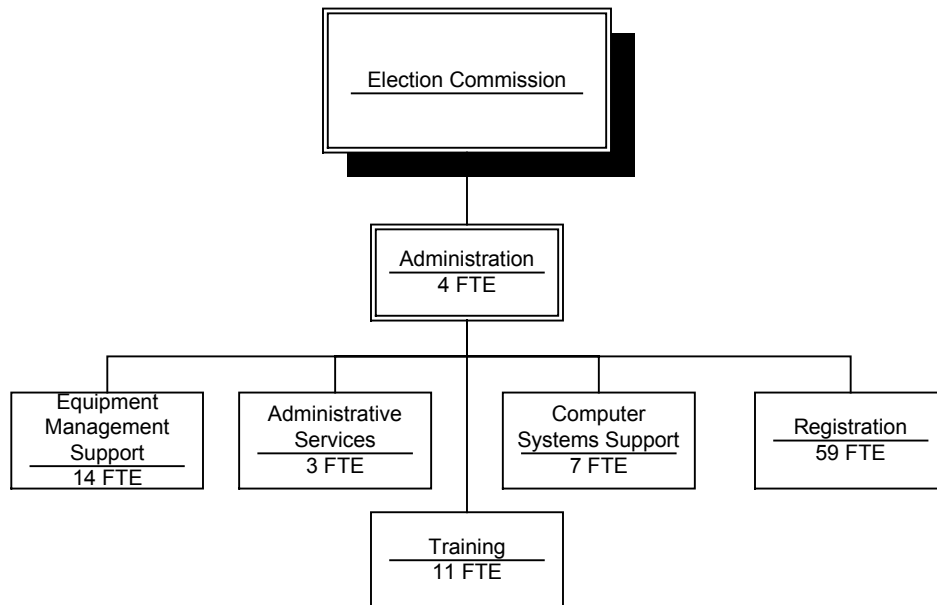 Election Commission
Administration
4 FTE
Equipment
Management
Support
14 FTE
Administrative
Services
3 FTE
Computer
Systems Support
7 FTE
Registration
59 FTE
Training
11 FTE